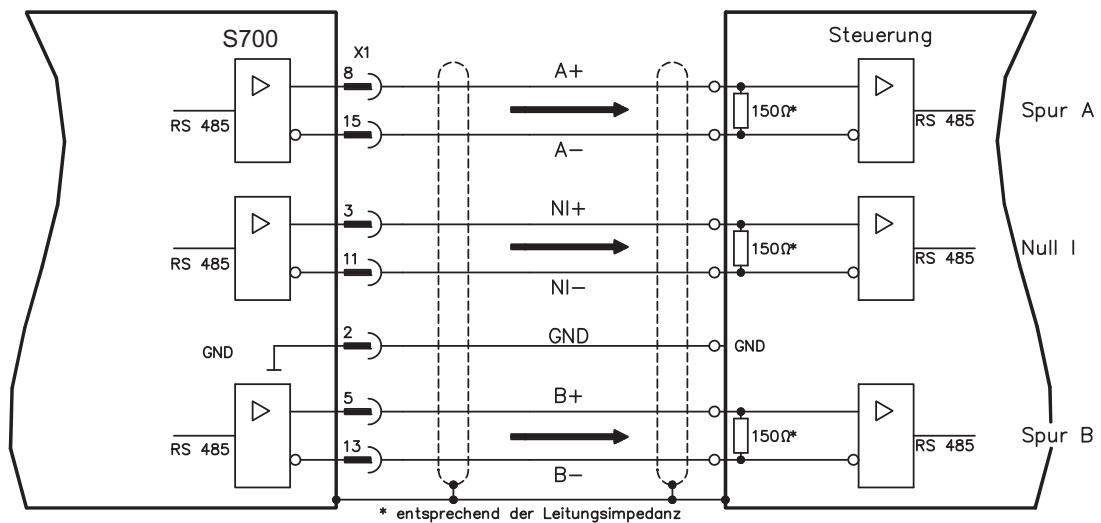 S700
Steuerung
X1
8
A+
RS 485
150Ω*
RS 485
Spur A
15
A-
3
NI+
RS 485
150Ω*
RS 485
Null I
11
NI-
2
GND
GND
GND
5
B+
RS 485
150Ω*
RS 485
Spur B
13
B-
* entsprechend der Leitungsimpedanz